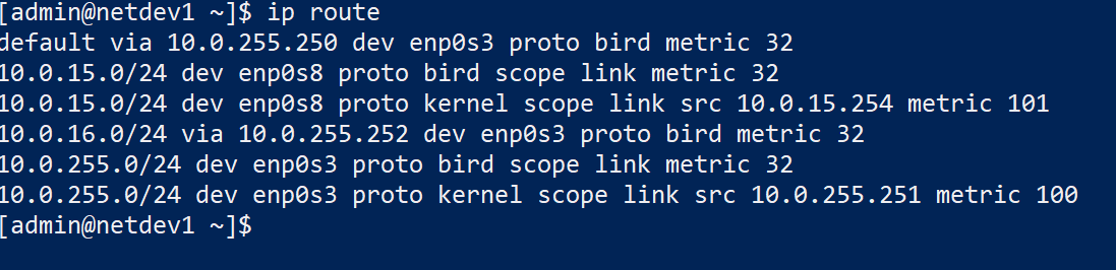 [admin@netdev1 ~]$ ip route
default via 10.0.255.250 dev enp0s3 proto bird metric 32
10.0.15.0/24 dev enp0s8 proto bird scope link metric 32
10.0.15.0/24 dev enp0s8 proto kernel scope link src 10.0.15.254 metric 101
10.0.16.0/24 via 10.0.255.252 dev enp0s3 proto bird metric 32
10.0.255.0/24 dev enp0s3 proto bird scope link metric 32
10.0.255.0/24 dev enp0s3 proto kernel scope link src 10.0.255.251 metric 100
[admin@netdev1 ~]$